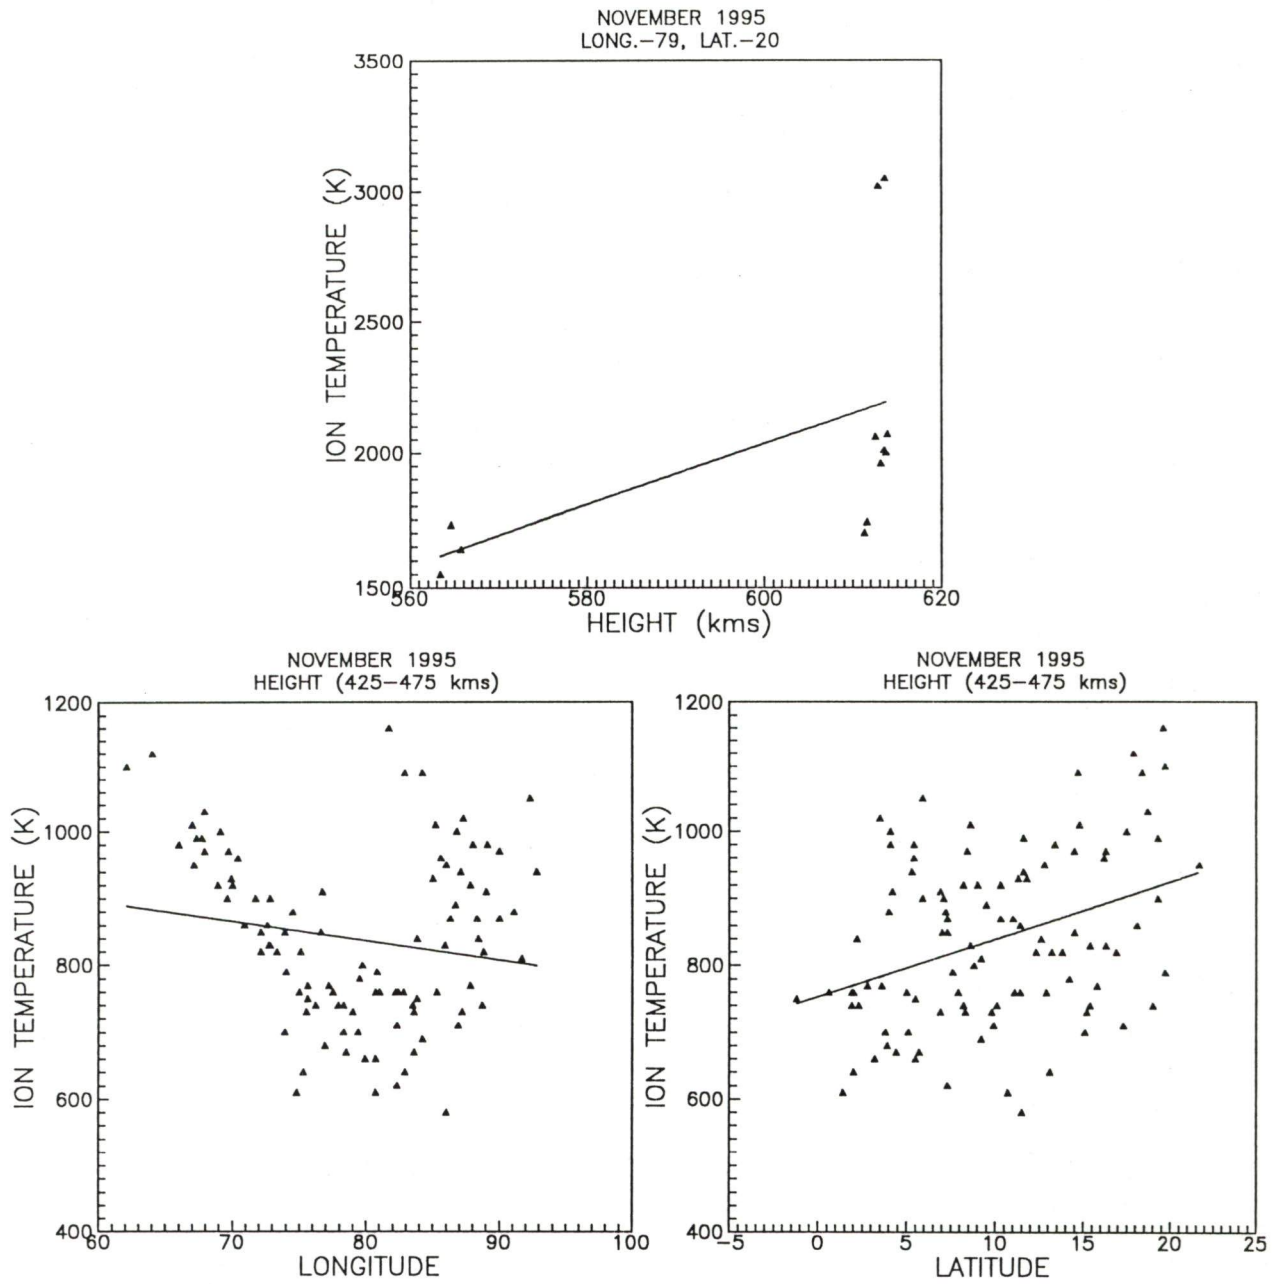 NOVEMBER 1995
LONG.–79, LAT.–20
3500
3000
2500
2000
1500
ION TEMPERATURE (K)
560
580
600
620
HEIGHT (kms)
NOVEMBER 1995
HEIGHT (425–475 kms)
1200
1000
800
600
400
ION TEMPERATURE (K)
60
70
80
90
100
LONGITUDE
NOVEMBER 1995
HEIGHT (425–475 kms)
1200
1000
800
600
400
ION TEMPERATURE (K)
–5
0
5
10
15
20
25
LATITUDE